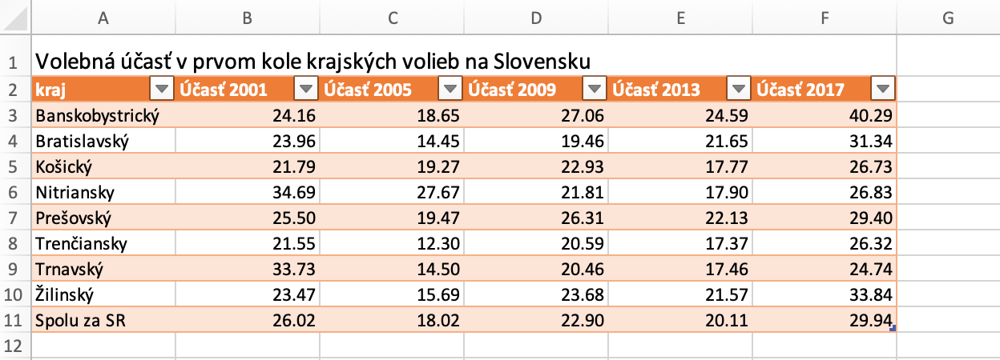 A B C D E F G
1 Volebná účasť v prvom kole krajských volieb na Slovensku
2 kraj Účasť 2001 Účasť 2005 Účasť 2009 Účasť 2013 Účasť 2017
3 Banskobystrický 24.16 18.65 27.06 24.59 40.29
4 Bratislavský 23.96 14.45 19.46 21.65 31.34
5 Košický 21.79 19.27 22.93 17.77 26.73
6 Nitriansky 34.69 27.67 21.81 17.90 26.83
7 Prešovský 25.50 19.47 26.31 22.13 29.40
8 Trenčiansky 21.55 12.30 20.59 17.37 26.32
9 Trnavský 33.73 14.50 20.46 17.46 24.74
10 Žilinský 23.47 15.69 23.68 21.57 33.84
11 Spolu za SR 26.02 18.02 22.90 20.11 29.94
12